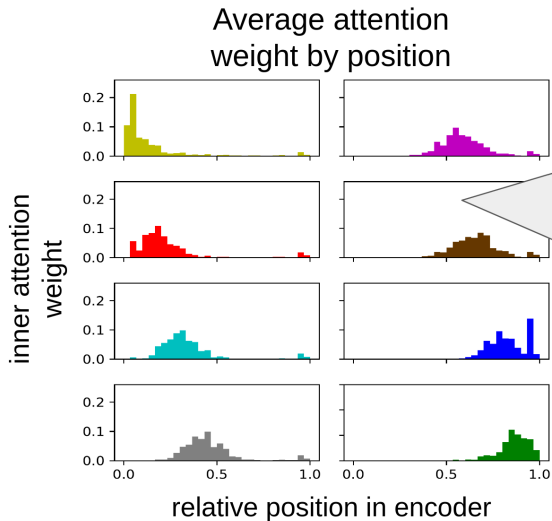 Average attention
weight by position
inner attention
weight
0.2
0.1
0.0
0.2
0.1
0.0
0.2
0.1
0.0
0.2
0.1
0.0
0.0 0.5 1.0 0.5 1.0
relative position in encoder